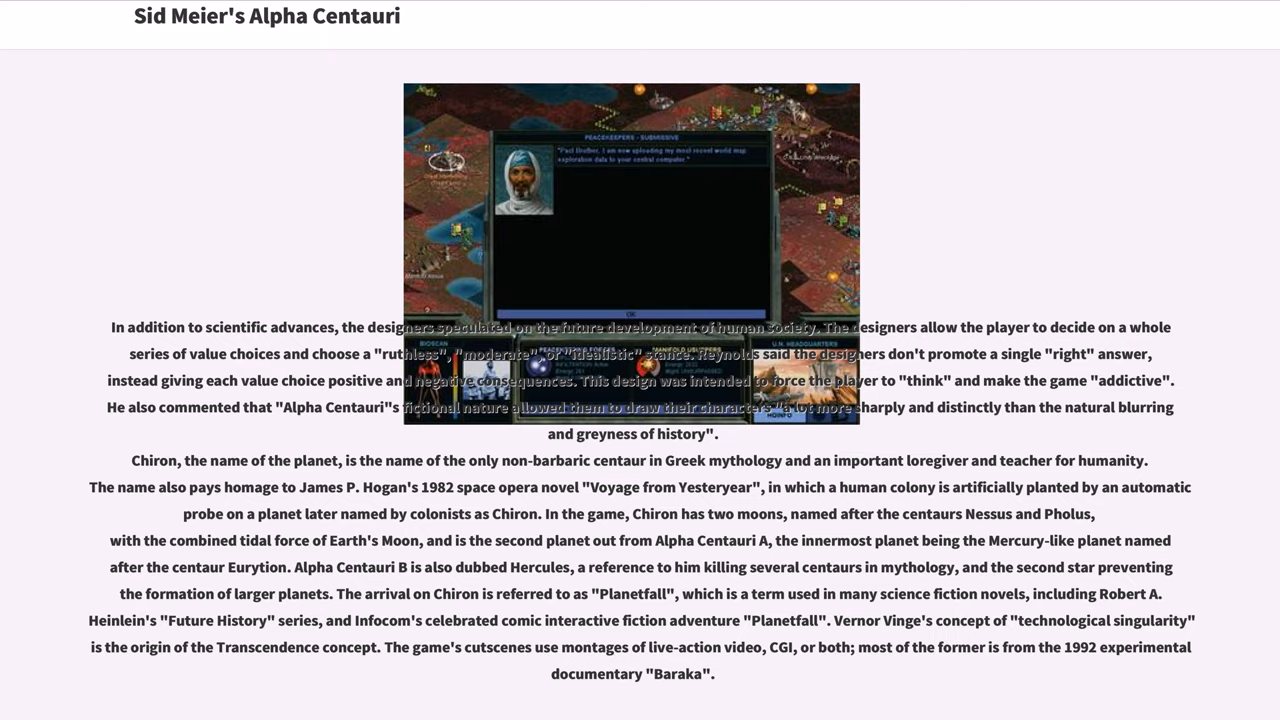 Sid Meier's Alpha Centauri
PEACEKEEPERS - SUBMISSIVE
"Pact Brother, I am now uploading my most recent world map
exploration data to your central computer."
OK
In addition to scientific advances, the designers speculated on the future development of human society. The designers allow the player to decide on a whole
BIOSCAN
U.N. HEADQUARTERS
series of value choices and choose a "ruthless", "moderate", or "idealistic" stance. Reynolds said the designers don't promote a single "right" answer,
instead giving each value choice positive and negative consequences. This design was intended to force the player to "think" and make the game "addictive".
He also commented that "Alpha Centauri"s fictional nature allowed them to draw their characters "a lot more sharply and distinctly than the natural blurring
and greyness of history".
Chiron, the name of the planet, is the name of the only non-barbaric centaur in Greek mythology and an important loregiver and teacher for humanity.
The name also pays homage to James P. Hogan's 1982 space opera novel "Voyage from Yesteryear", in which a human colony is artificially planted by an automatic
probe on a planet later named by colonists as Chiron. In the game, Chiron has two moons, named after the centaurs Nessus and Pholus,
with the combined tidal force of Earth's Moon, and is the second planet out from Alpha Centauri A, the innermost planet being the Mercury-like planet named
after the centaur Eurytion. Alpha Centauri B is also dubbed Hercules, a reference to him killing several centaurs in mythology, and the second star preventing
the formation of larger planets. The arrival on Chiron is referred to as "Planetfall", which is a term used in many science fiction novels, including Robert A.
Heinlein's "Future History" series, and Infocom's celebrated comic interactive fiction adventure "Planetfall". Vernor Vinge's concept of "technological singularity"
is the origin of the Transcendence concept. The game's cutscenes use montages of live-action video, CGI, or both; most of the former is from the 1992 experimental
documentary "Baraka".